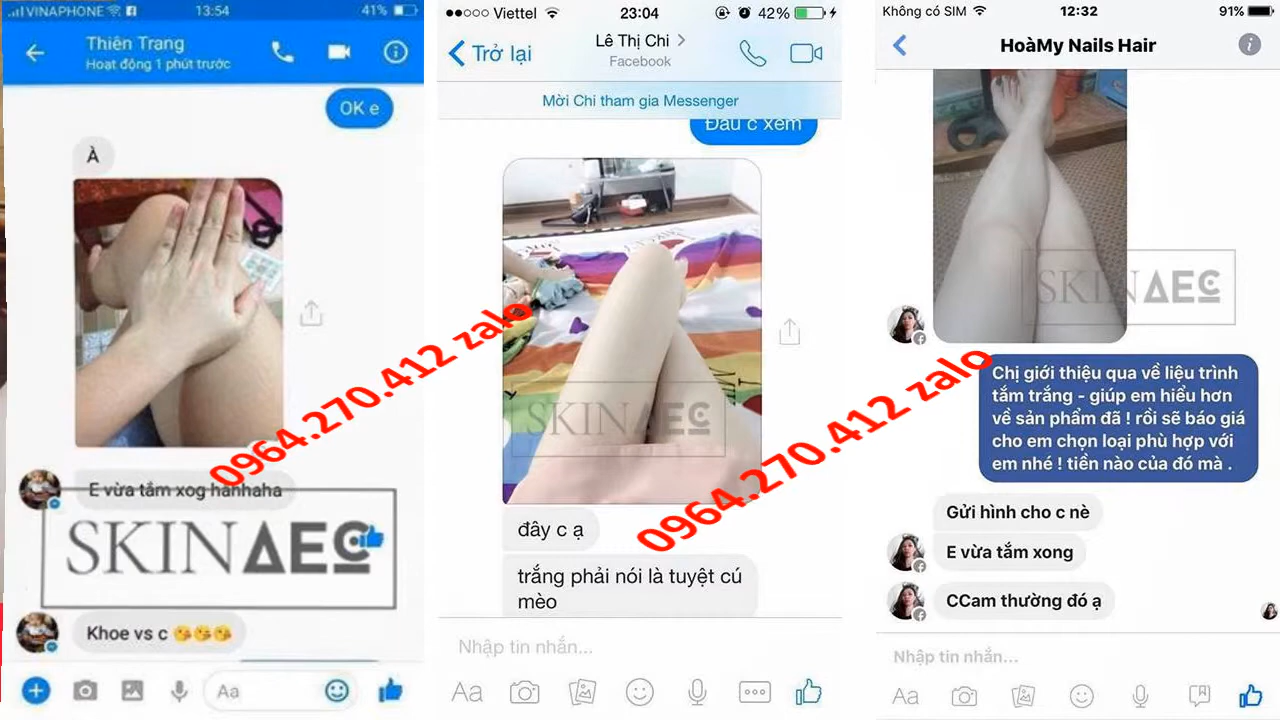 VINAPHONE
13:54
41%
Thiên Trang
Hoạt động 1 phút trước
OK e
À
E vừa tắm xog hahhaha
SKINAEC
Khoe vs c 😘😘😘
Aa
Viettel
23:04
42%
Trở lại
Lê Thị Chi
Facebook
Mời Chi tham gia Messenger
Đâu c xem
SKINAEC
đây c ạ
trắng phải nói là tuyệt cú
mèo
Nhập tin nhắn...
Aa
Không có SIM
12:32
91%
HoàMy Nails Hair
SKINAEC
Chị giới thiệu qua về liệu trình
tắm trắng - giúp em hiểu hơn
về sản phẩm đã ! rồi sẽ báo giá
cho em chọn loại phù hợp với
em nhé ! tiền nào của đó mà .
Gửi hình cho c nè
E vừa tắm xong
CCam thường đó ạ
Nhập tin nhắn...
Aa
0964.270.412 zalo
0964.270.412 zalo